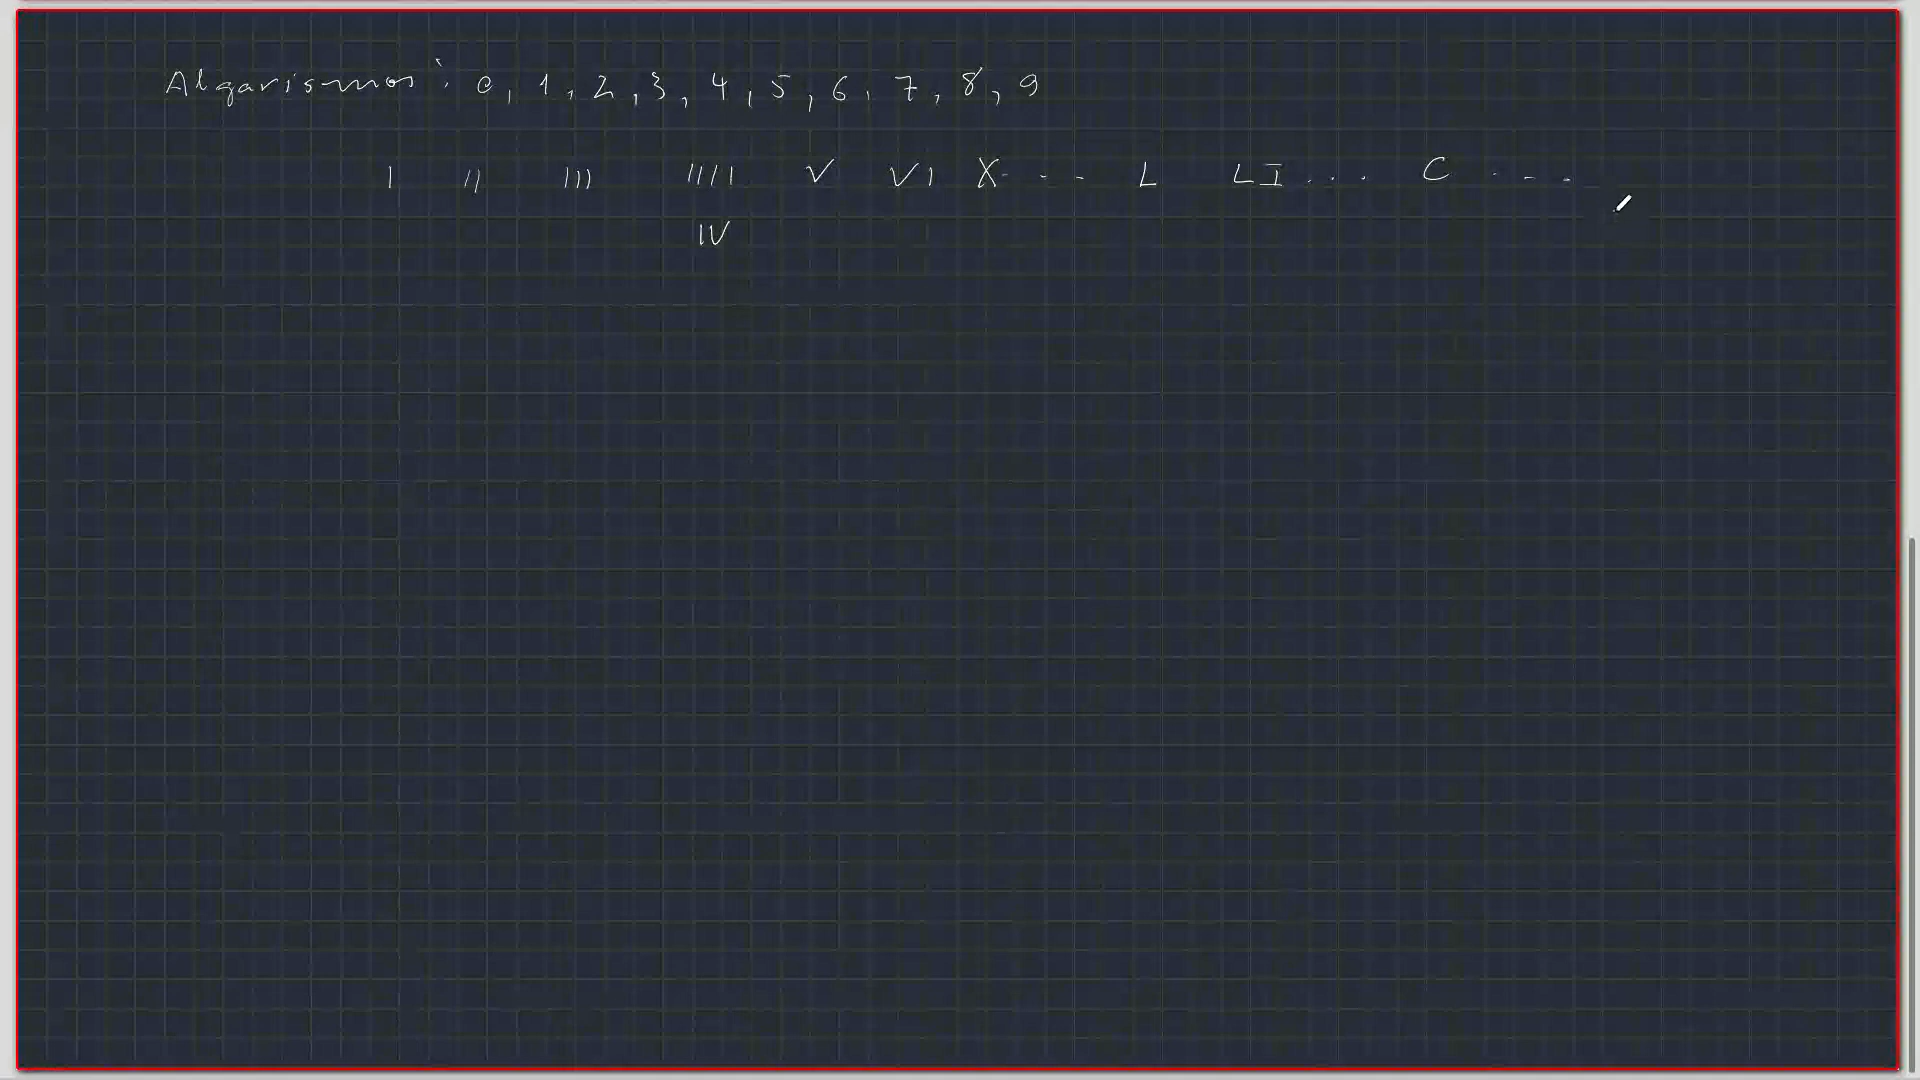 Algarismos: 0, 1, 2, 3, 4, 5, 6, 7, 8, 9
I II III IIII V VI X... L LI... C ...
IV